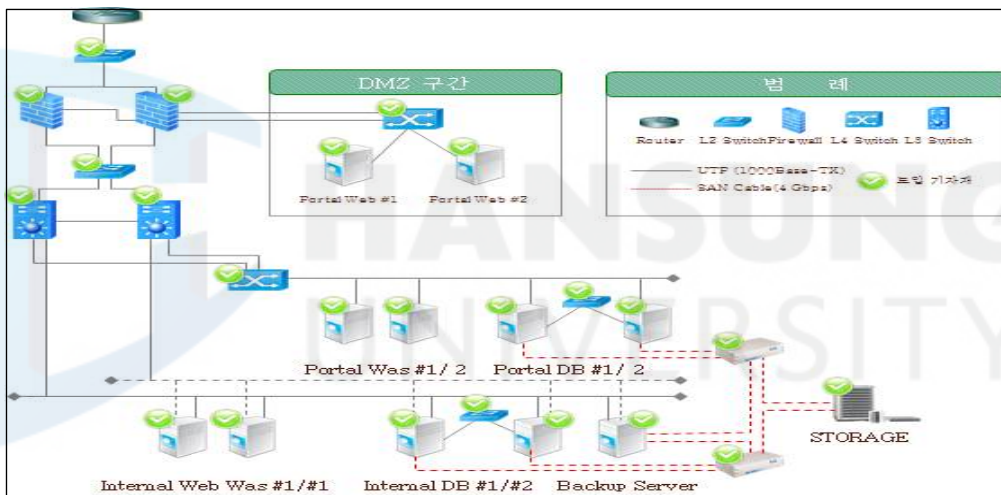 DMZ 구간
Portal Web #1 Portal Web #2
범 례
Router L2 Switch Firewall L4 Switch L3 Switch
UTP (1000Base-TX)
SAN Cable(4 Gbps)
도입 기자재
Portal Was #1/ 2 Portal DB #1/ 2
STORAGE
Internal Web Was #1/#1 Internal DB #1/#2 Backup Server
HANSUNG
UNIVERSITY